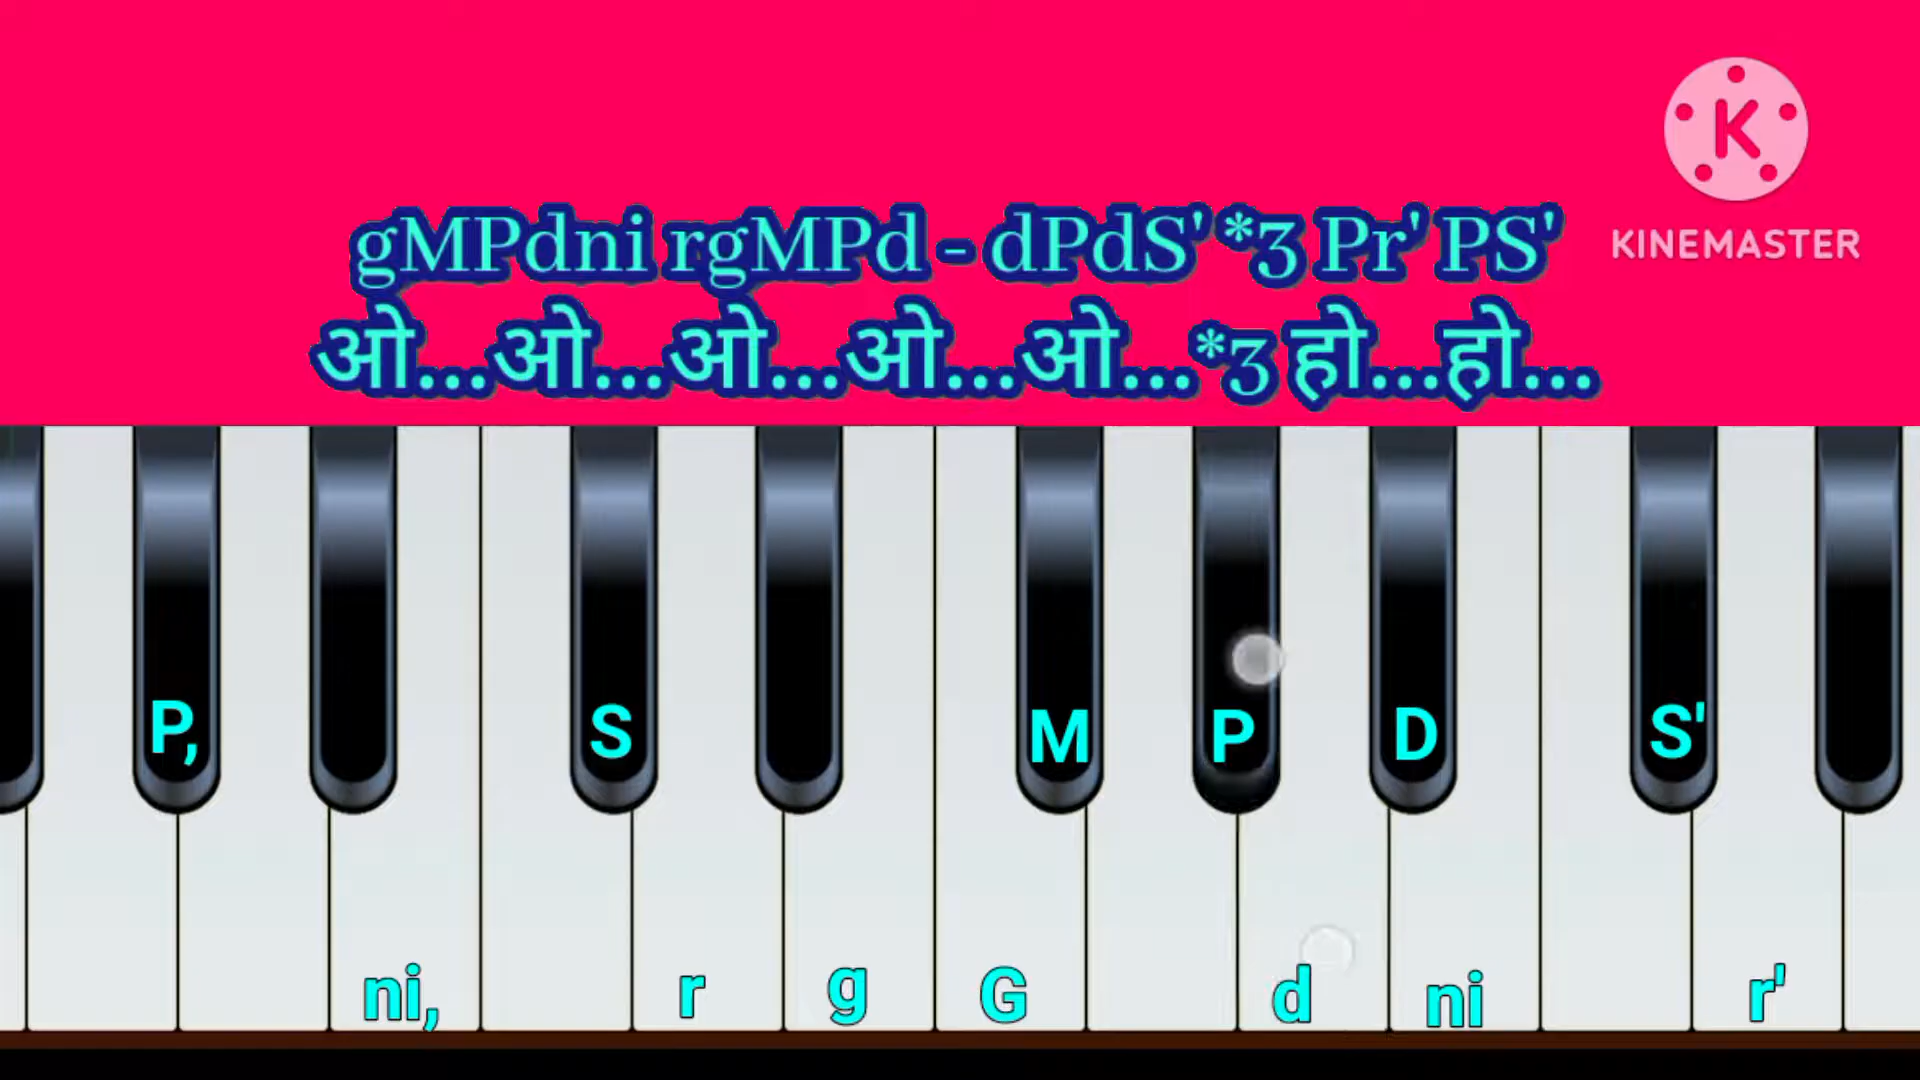 K
KINEMASTER
gMPdni rgMPd - dPdS' *3 Pr' PS'
ओ...ओ...ओ...ओ...ओ...*3 हो...हो...
P, S M P D S'
ni, r g G d ni r'